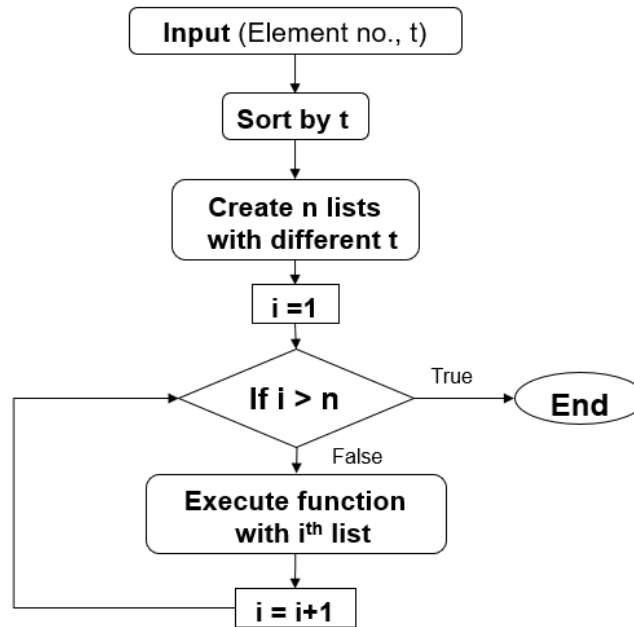 Input (Element no., t)
Sort by t
Create n lists
with different t
i =1
If i > n
True
End
False
Execute function
with iᵗʰ list
i = i+1